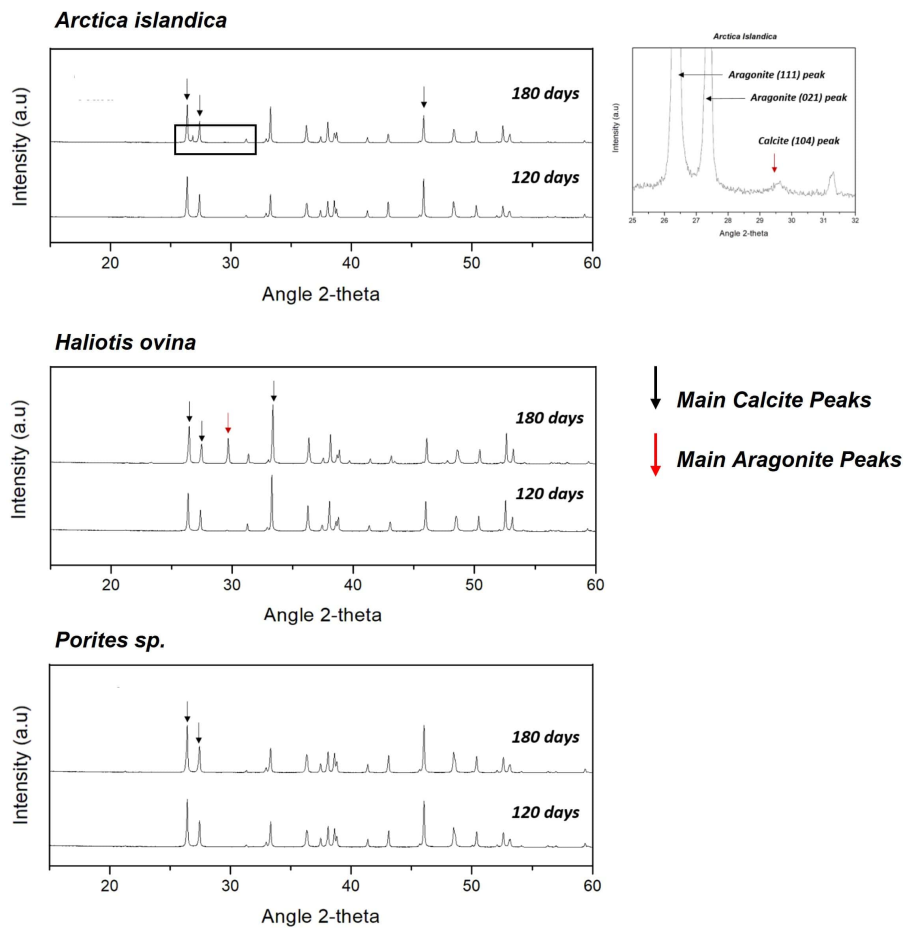 Arctica islandica
Intensity (a.u)
180 days
120 days
20 30 40 50 60
Angle 2-theta
Arctica Islandica
Intensity (a.u)
Aragonite (111) peak
Aragonite (021) peak
Calcite (104) peak
25 26 27 28 29 30 31 32
Angle 2-theta
Haliotis ovina
Intensity (a.u)
180 days
120 days
20 30 40 50 60
Angle 2-theta
Main Calcite Peaks
Main Aragonite Peaks
Porites sp.
Intensity (a.u)
180 days
120 days
20 30 40 50 60
Angle 2-theta